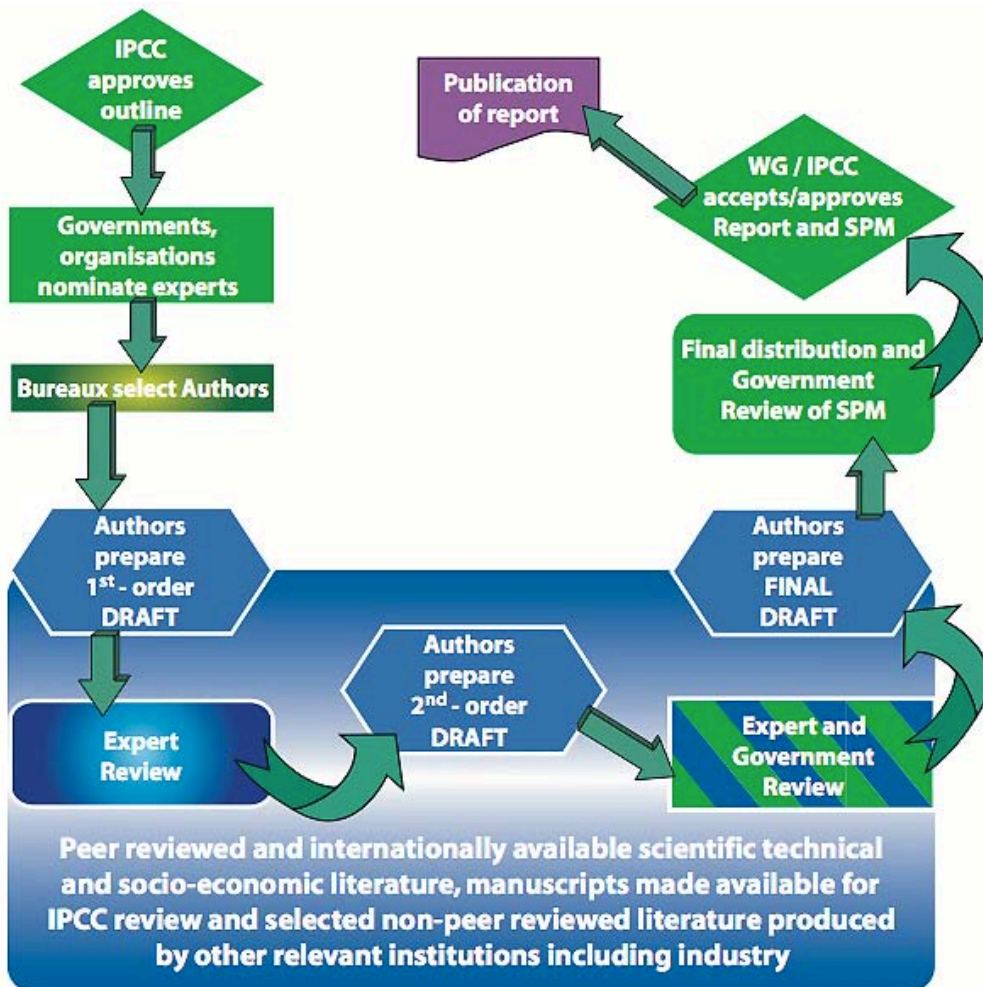 IPCC
approves
outline
Governments,
organisations
nominate experts
Bureaux select Authors
Authors
prepare
1st - order
DRAFT
Expert
Review
Authors
prepare
2nd - order
DRAFT
Expert and
Government
Review
Authors
prepare
FINAL
DRAFT
Final distribution and
Government
Review of SPM
WG / IPCC
accepts/approves
Report and SPM
Publication
of report
Peer reviewed and internationally available scientific technical
and socio-economic literature, manuscripts made available for
IPCC review and selected non-peer reviewed literature produced
by other relevant institutions including industry